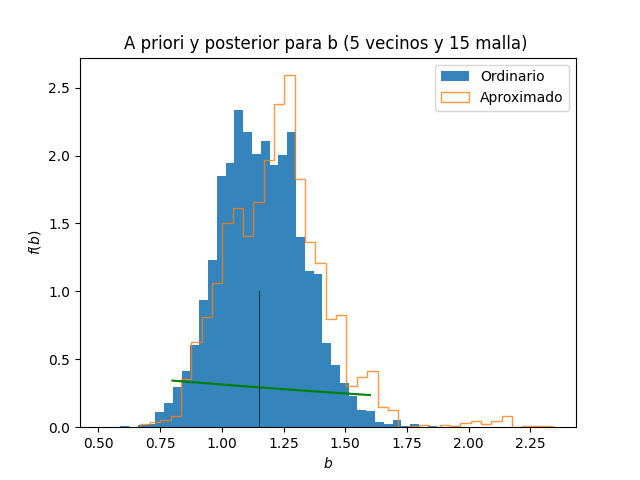 A priori y posterior para b (5 vecinos y 15 malla)
Ordinario
Aproximado
f(b)
2.5
2.0
1.5
1.0
0.5
0.0
0.50 0.75 1.00 1.25 1.50 1.75 2.00 2.25
b